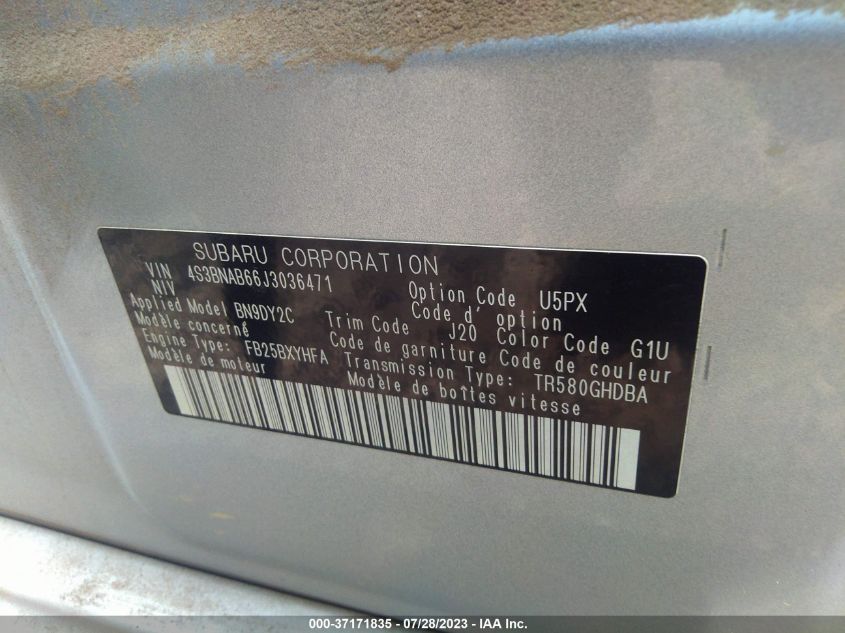 SUBARU CORPORATION
VIN 4S3BNAB66J3036471 Option Code U5PX
NIV Code d' option
Applied Model BN9DY2C Trim Code J20 Color Code G1U
Modèle concerné Code de garniture Code de couleur
Engine Type: FB25BXYHFA Transmission Type: TR580GHDBA
Modèle de moteur Modèle de boîtes vitesse
000-37171835 - 07/28/2023 - IAA Inc.